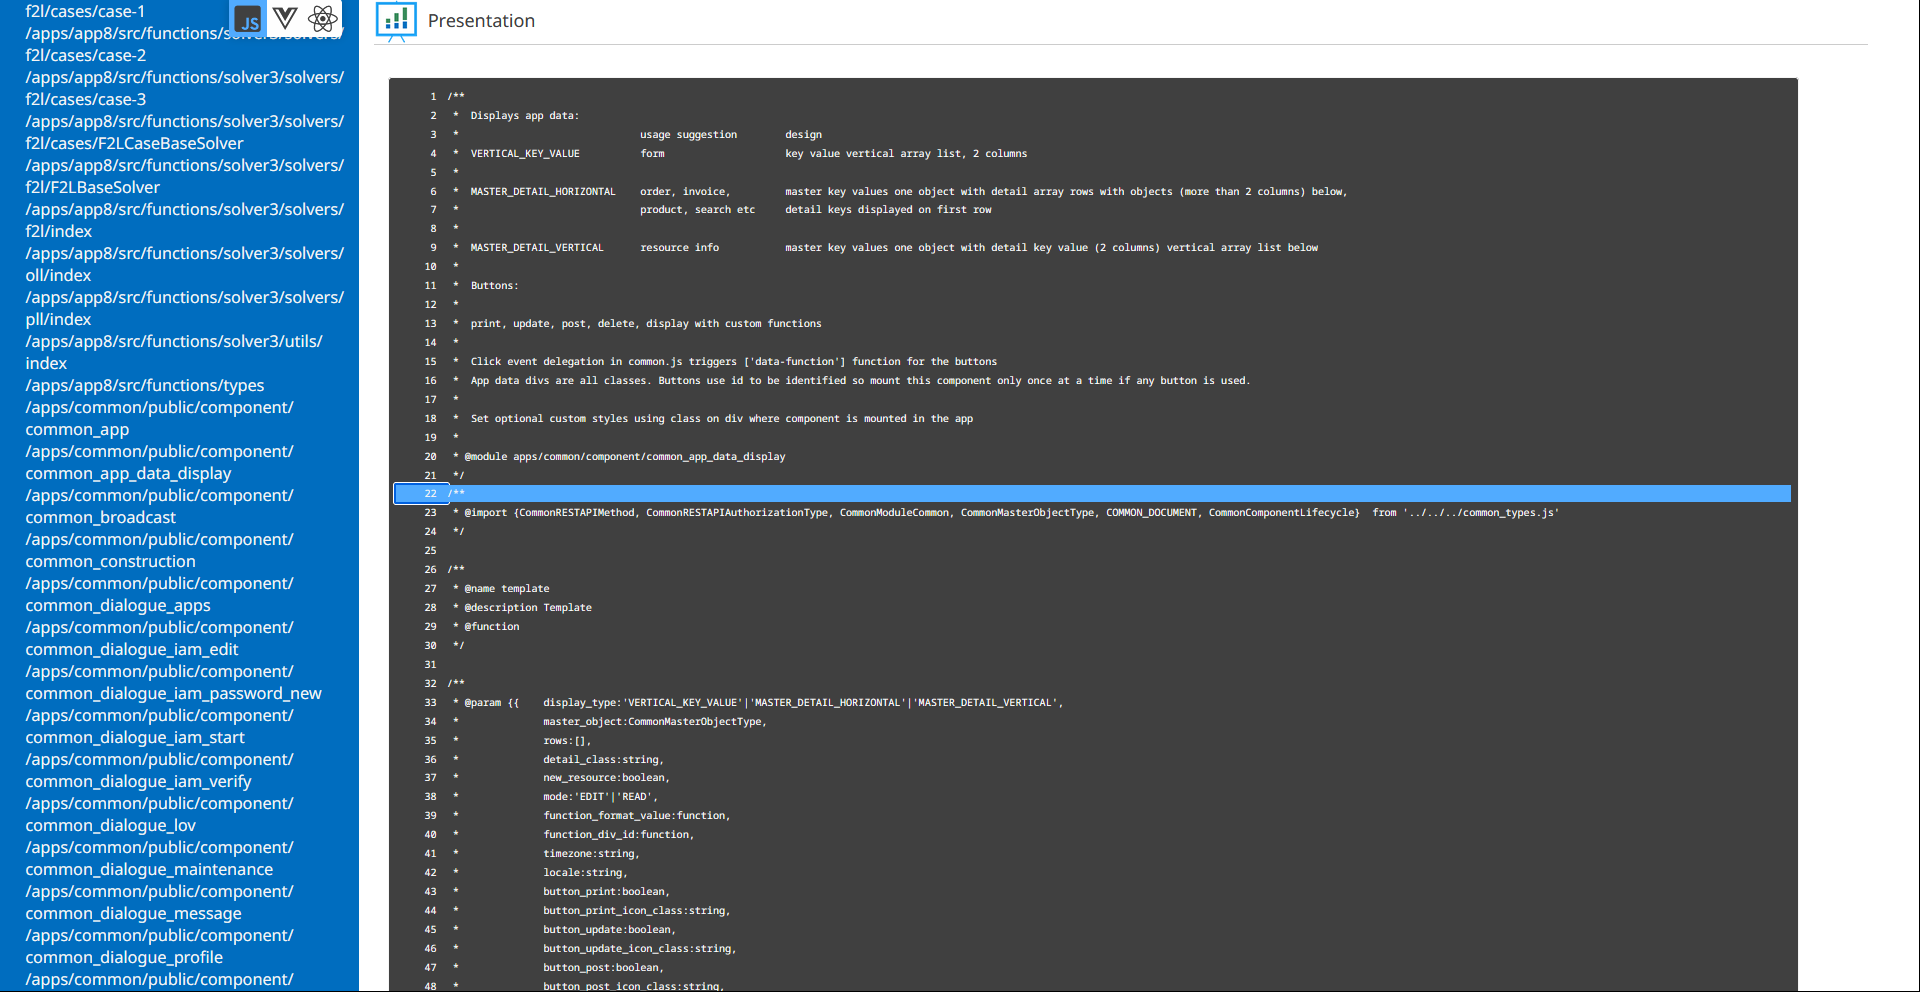 f2l/cases/case-1
/apps/app8/src/functions/solver3/solvers/
f2l/cases/case-2
/apps/app8/src/functions/solver3/solvers/
f2l/cases/case-3
/apps/app8/src/functions/solver3/solvers/
f2l/cases/F2LCaseBaseSolver
/apps/app8/src/functions/solver3/solvers/
f2l/F2LBaseSolver
/apps/app8/src/functions/solver3/solvers/
f2l/index
/apps/app8/src/functions/solver3/solvers/
oll/index
/apps/app8/src/functions/solver3/solvers/
pll/index
/apps/app8/src/functions/solver3/utils/
index
/apps/app8/src/functions/types
/apps/common/public/component/
common_app
/apps/common/public/component/
common_app_data_display
/apps/common/public/component/
common_broadcast
/apps/common/public/component/
common_construction
/apps/common/public/component/
common_dialogue_apps
/apps/common/public/component/
common_dialogue_iam_edit
/apps/common/public/component/
common_dialogue_iam_password_new
/apps/common/public/component/
common_dialogue_iam_start
/apps/common/public/component/
common_dialogue_iam_verify
/apps/common/public/component/
common_dialogue_lov
/apps/common/public/component/
common_dialogue_maintenance
/apps/common/public/component/
common_dialogue_message
/apps/common/public/component/
common_dialogue_profile
/apps/common/public/component/
JS
Presentation
1 /**
2 * Displays app data:
3 * usage suggestion design
4 * VERTICAL_KEY_VALUE form key value vertical array list, 2 columns
5 *
6 * MASTER_DETAIL_HORIZONTAL order, invoice, master key values one object with detail array rows with objects (more than 2 columns) below,
7 * product, search etc detail keys displayed on first row
8 *
9 * MASTER_DETAIL_VERTICAL resource info master key values one object with detail key value (2 columns) vertical array list below
10 *
11 * Buttons:
12 *
13 * print, update, post, delete, display with custom functions
14 *
15 * Click event delegation in common.js triggers ['data-function'] function for the buttons
16 * App data divs are all classes. Buttons use id to be identified so mount this component only once at a time if any button is used.
17 *
18 * Set optional custom styles using class on div where component is mounted in the app
19 *
20 * @module apps/common/component/common_app_data_display
21 */
22 /**
23 * @import {CommonRESTAPIMethod, CommonRESTAPIAuthorizationType, CommonModuleCommon, CommonMasterObjectType, COMMON_DOCUMENT, CommonComponentLifecycle} from '../../../common_types.js'
24 */
25
26 /**
27 * @name template
28 * @description Template
29 * @function
30 */
31
32 /**
33 * @param {{ display_type:'VERTICAL_KEY_VALUE'|'MASTER_DETAIL_HORIZONTAL'|'MASTER_DETAIL_VERTICAL',
34 * master_object:CommonMasterObjectType,
35 * rows:[],
36 * detail_class:string,
37 * new_resource:boolean,
38 * mode:'EDIT'|'READ',
39 * function_format_value:function,
40 * function_div_id:function,
41 * timezone:string,
42 * locale:string,
43 * button_print:boolean,
44 * button_print_icon_class:string,
45 * button_update:boolean,
46 * button_update_icon_class:string,
47 * button_post:boolean,
48 * button_post_icon_class:string,